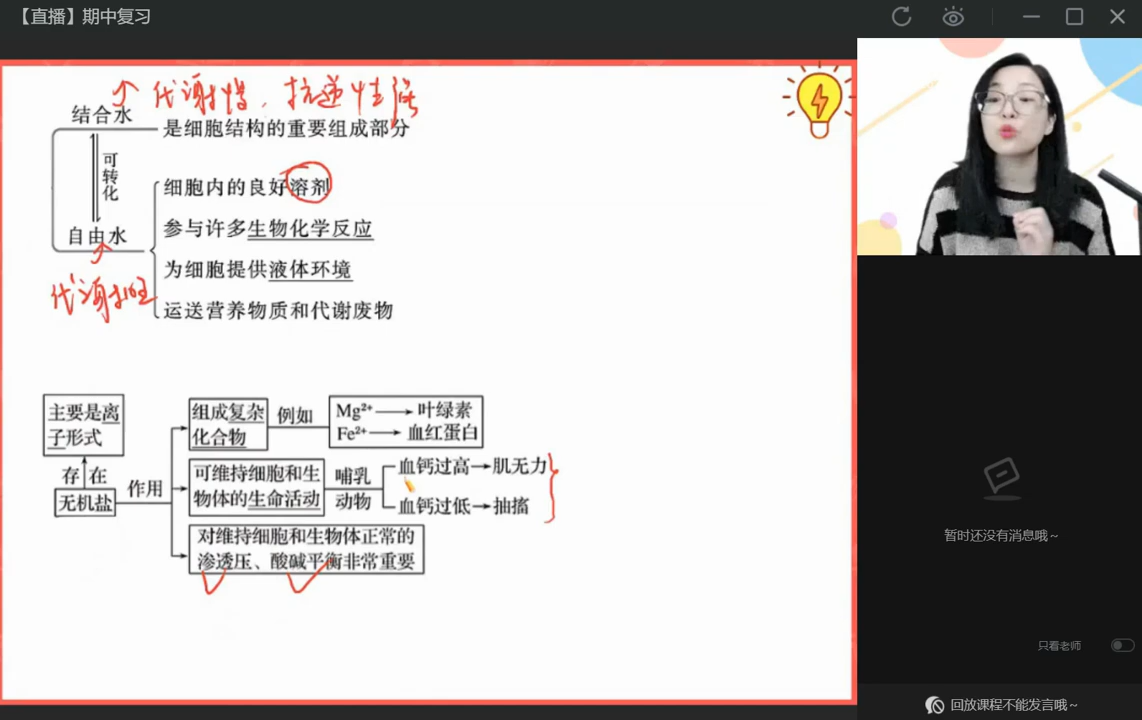 【直播】期中复习
代谢慢，抗逆性强
结合水
是细胞结构的重要组成部分
可转化
细胞内的良好溶剂
参与许多生物化学反应
自由水
为细胞提供液体环境
代谢旺
运送营养物质和代谢废物
主要是离
子形式
存在
无机盐
作用
组成复杂
化合物
例如
Mg²⁺→叶绿素
Fe²⁺→血红蛋白
可维持细胞和生
物体的生命活动
哺乳
动物
血钙过高→肌无力
血钙过低→抽搐
对维持细胞和生物体正常的
渗透压、酸碱平衡非常重要
暂时还没有消息哦～
只看老师
回放课程不能发言哦～